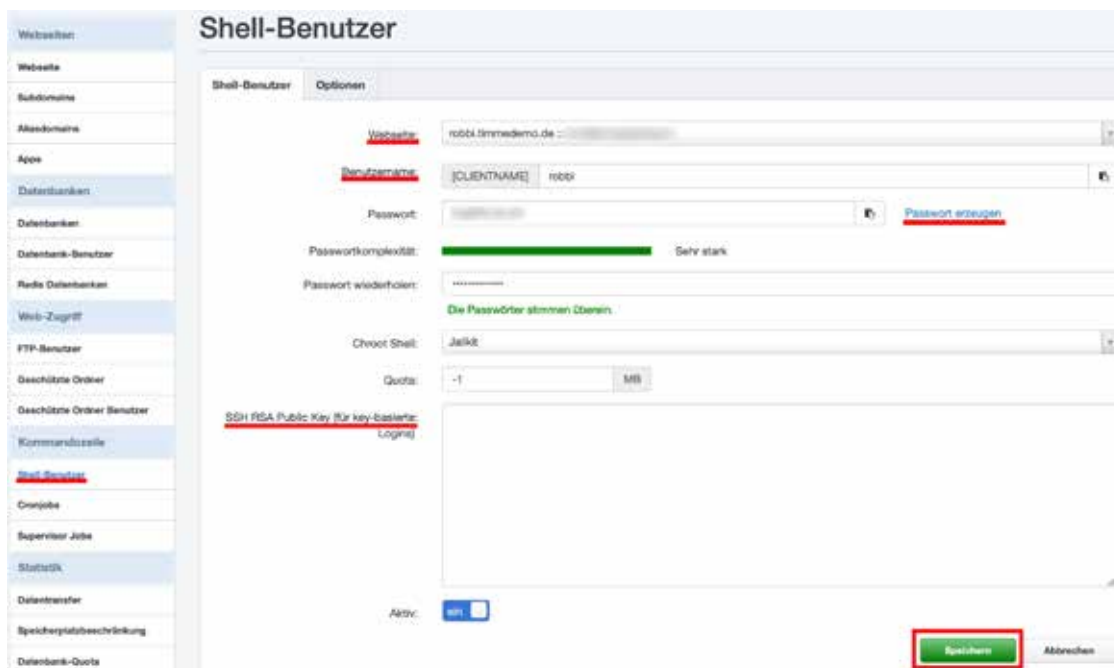 Shell-Benutzer
Webseiten
Webseite
Subdomains
Aliasdomains
Apps
Datenbanken
Datenbanken
Datenbank-Benutzer
Redis Datenbanken
Web-Zugriff
FTP-Benutzer
Geschützte Ordner
Geschützte Ordner Benutzer
Kommandozeile
Shell-Benutzer
Cronjobs
Supervisor Jobs
Statistik
Datentransfer
Speicherplatzbeschränkung
Datenbank-Quota
Shell-Benutzer Optionen
Webseite: robbi.timmedemo.de ::
Benutzername: [CLIENTNAME] robbi
Passwort: Passwort erzeugen
Passwortkomplexität: Sehr stark
Passwort wiederholen: ••••••••••••••
Die Passwörter stimmen überein.
Chroot Shell: Jailkit
Quota: -1 MB
SSH RSA Public Key (für key-basierte
Logins)
Aktiv: ein
Speichern Abbrechen